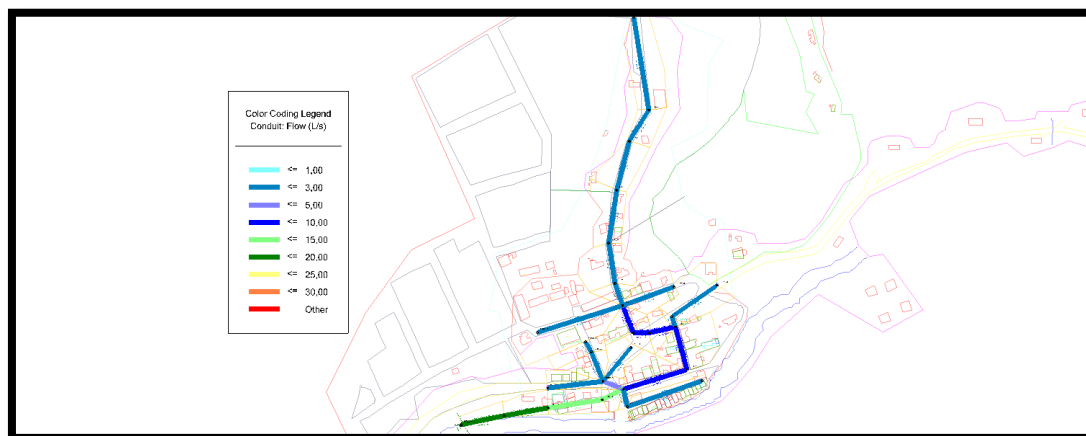 Color Coding Legend
Conduit: Flow (L/s)
<= 1,00
<= 3,00
<= 5,00
<= 10,00
<= 15,00
<= 20,00
<= 25,00
<= 30,00
Other